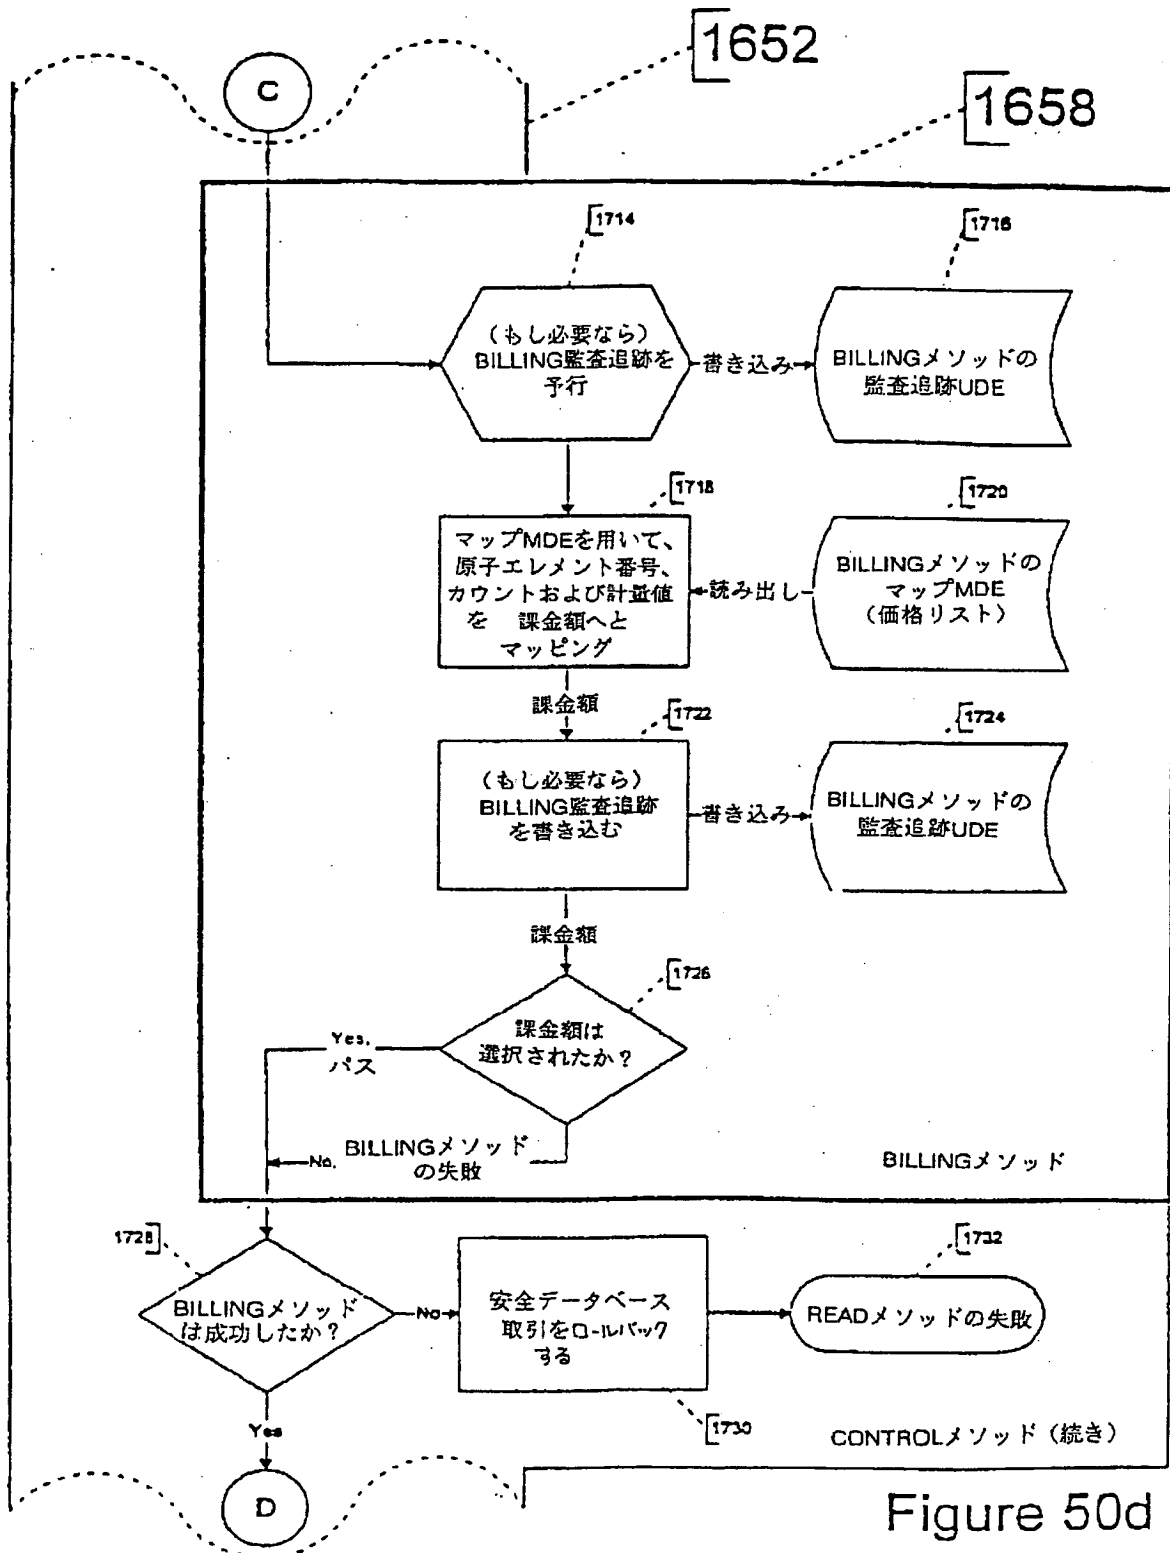 1652
C
1658
1714
1716
(もし必要なら)
BILLING監査追跡を
予行
書き込み
BILLINGメソッドの
監査追跡UDE
1718
1720
マップMDEを用いて、
原子エレメント番号、
カウントおよび計量値
を 課金額へと
マッピング
読み出し
BILLINGメソッドの
マップMDE
(価格リスト)
課金額
1722
1724
(もし必要なら)
BILLING監査追跡
を書き込む
書き込み
BILLINGメソッドの
監査追跡UDE
課金額
1726
課金額は
選択されたか?
Yes.
パス
No. BILLINGメソッド
の失敗
BILLINGメソッド
1728
1732
BILLINGメソッド
は成功したか?
No
安全データベース
取引をロールバック
する
READメソッドの失敗
1730
Yes
CONTROLメソッド(続き)
D
Figure 50d